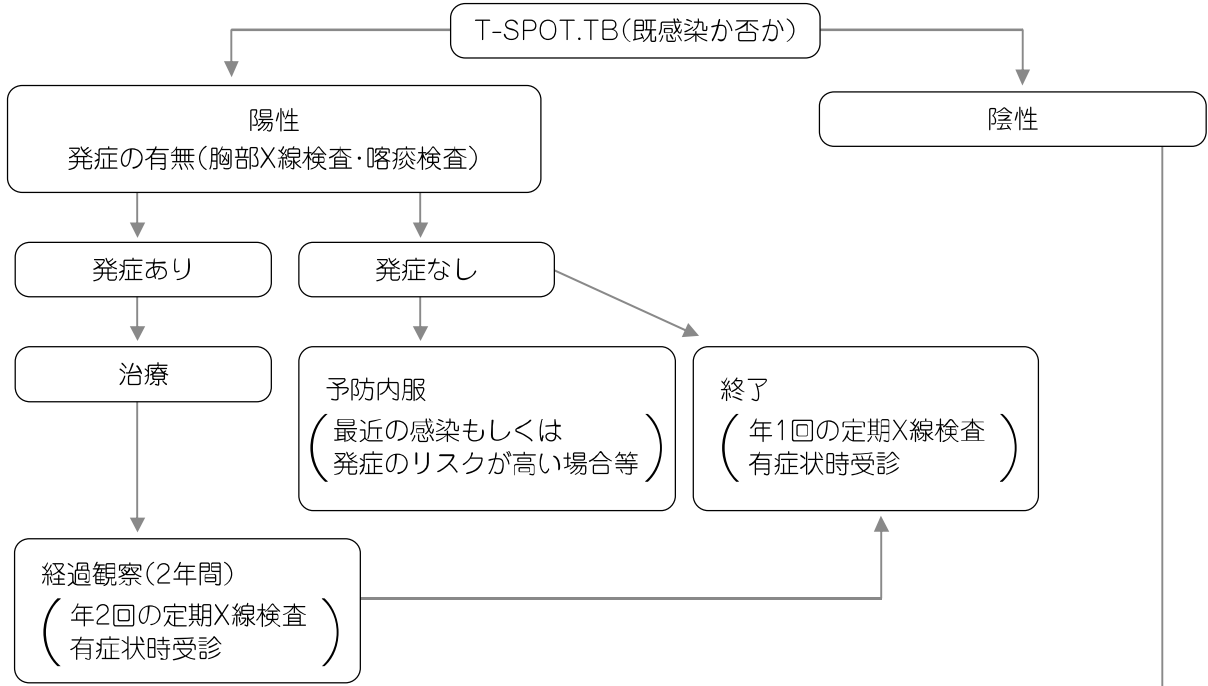 T-SPOT.TB(既感染か否か)
陽性
発症の有無(胸部X線検査・喀痰検査)
陰性
発症あり
発症なし
治療
予防内服
(最近の感染もしくは
発症のリスクが高い場合等)
終了
(年1回の定期X線検査
有症状時受診)
経過観察(2年間)
(年2回の定期X線検査
有症状時受診)